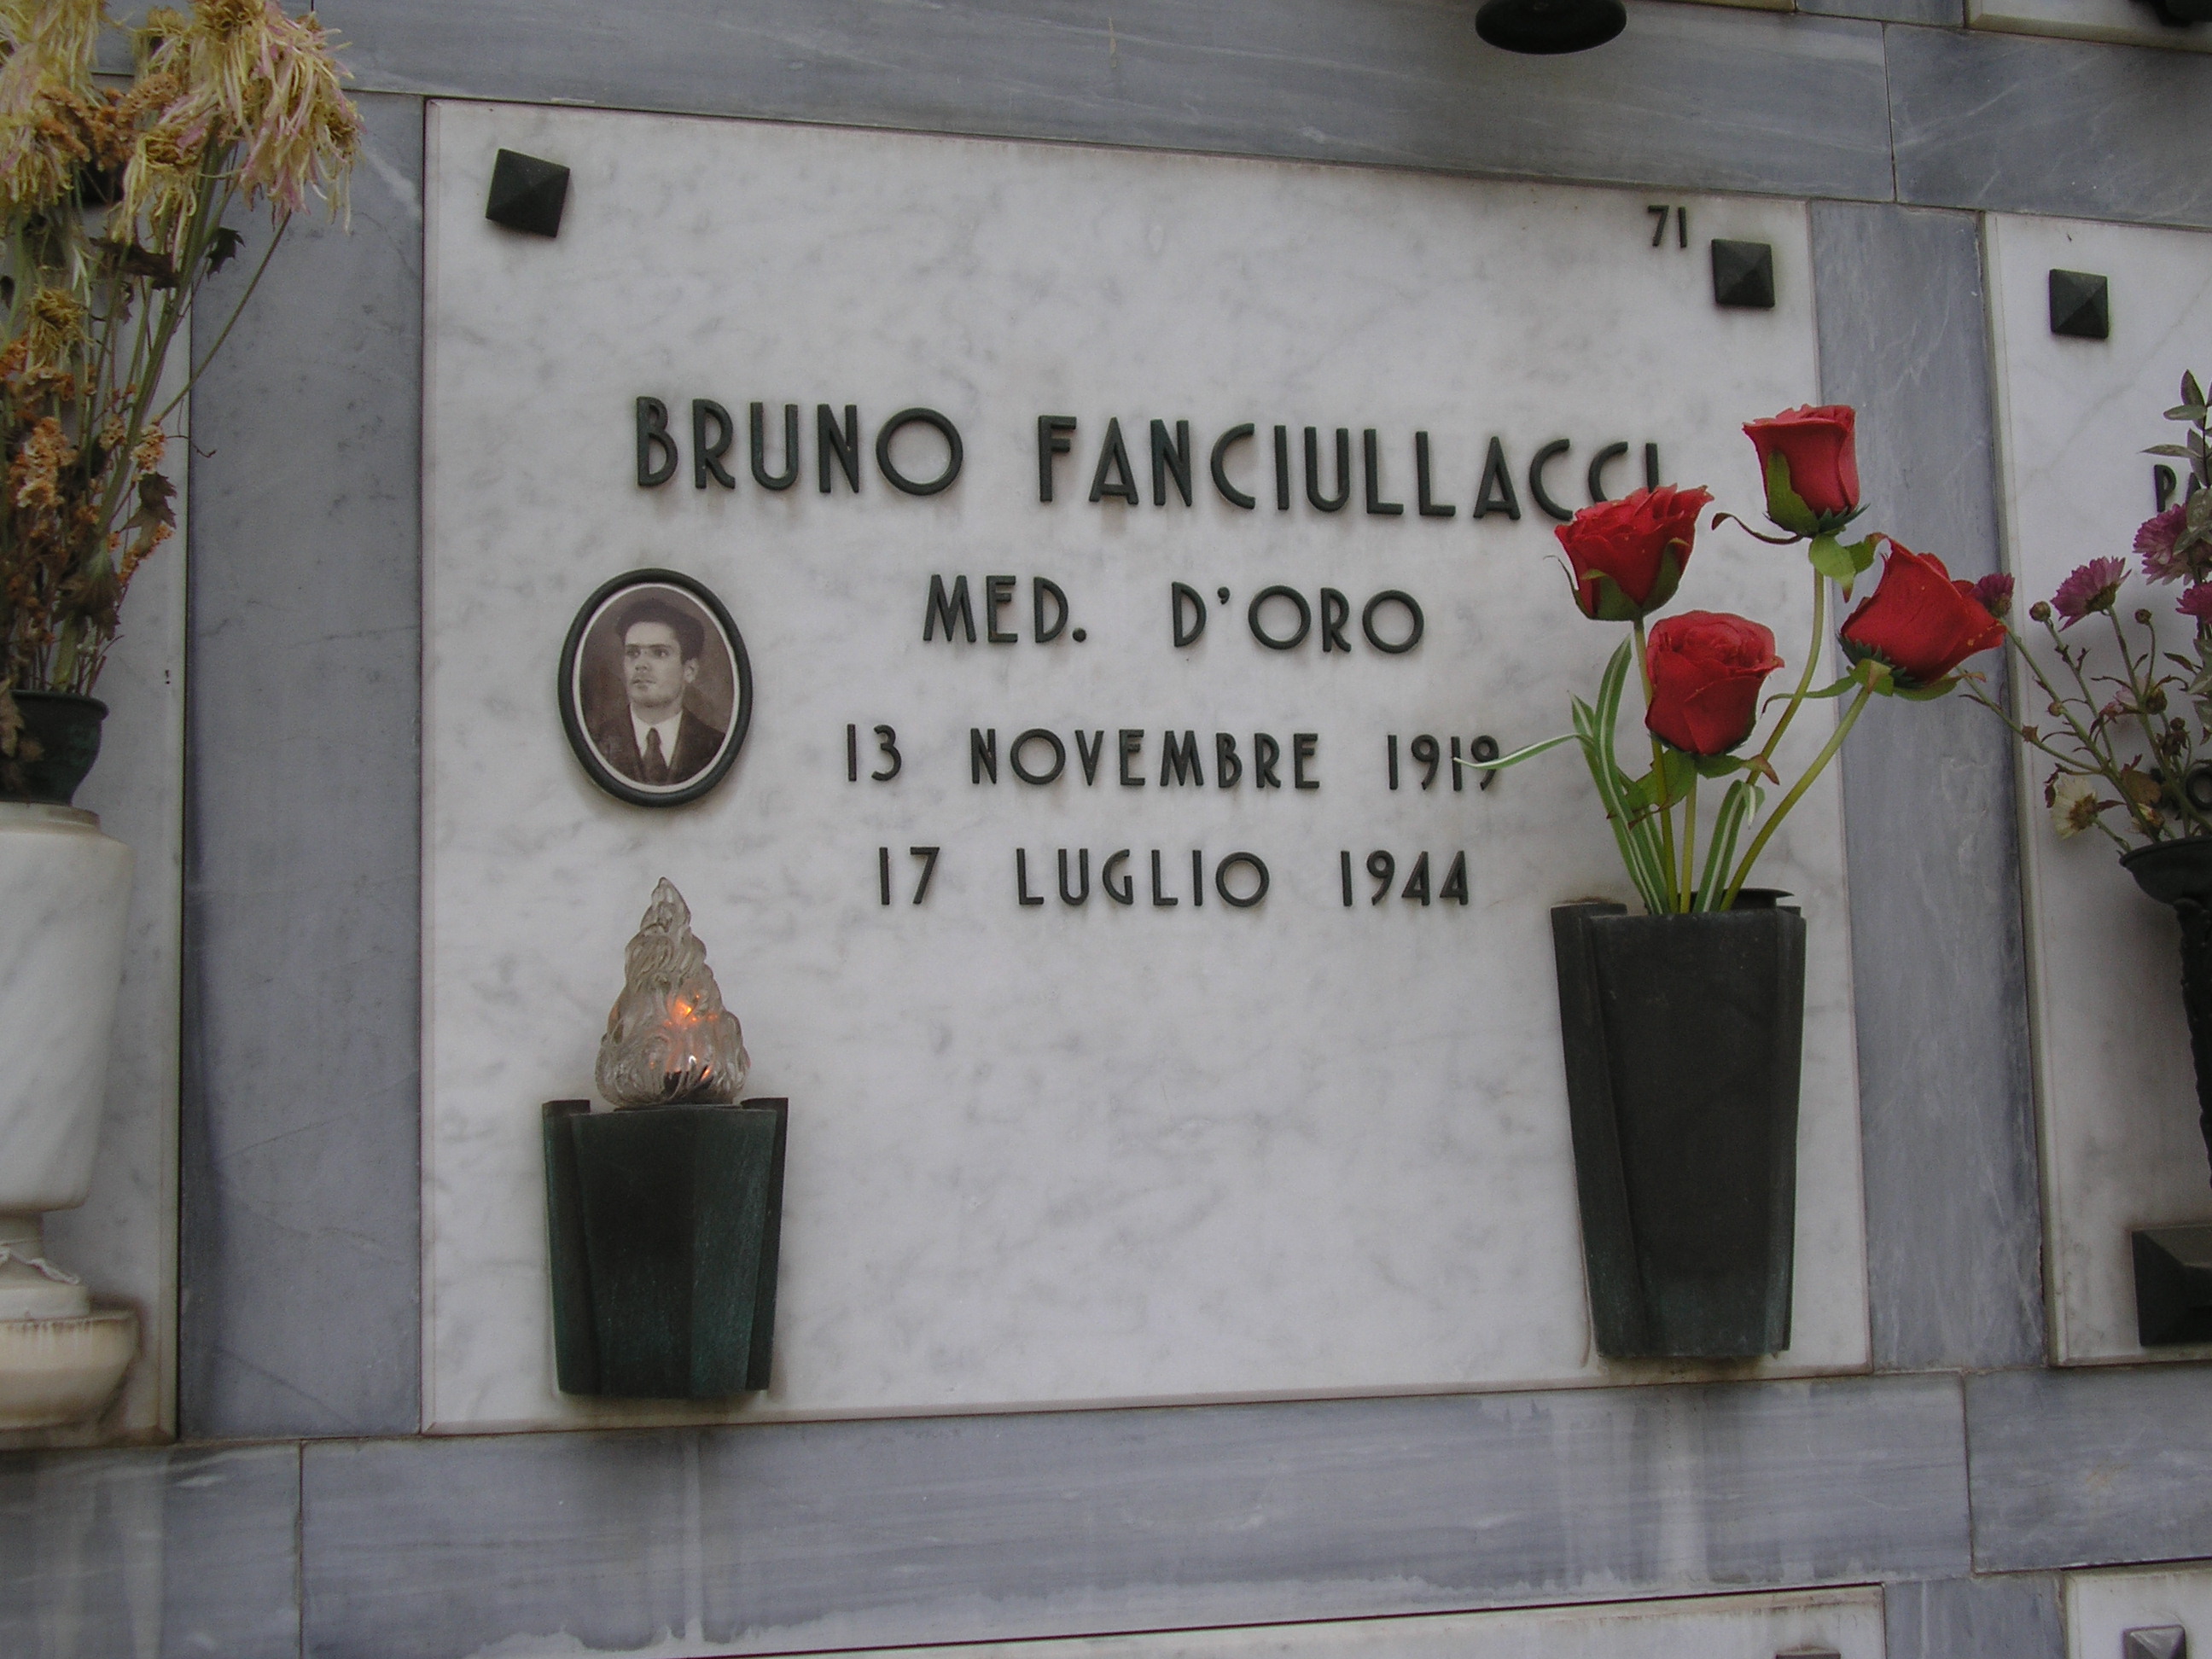 71
BRUNO FANCIULLACCI
MED. D'ORO
13 NOVEMBRE 1919
17 LUGLIO 1944